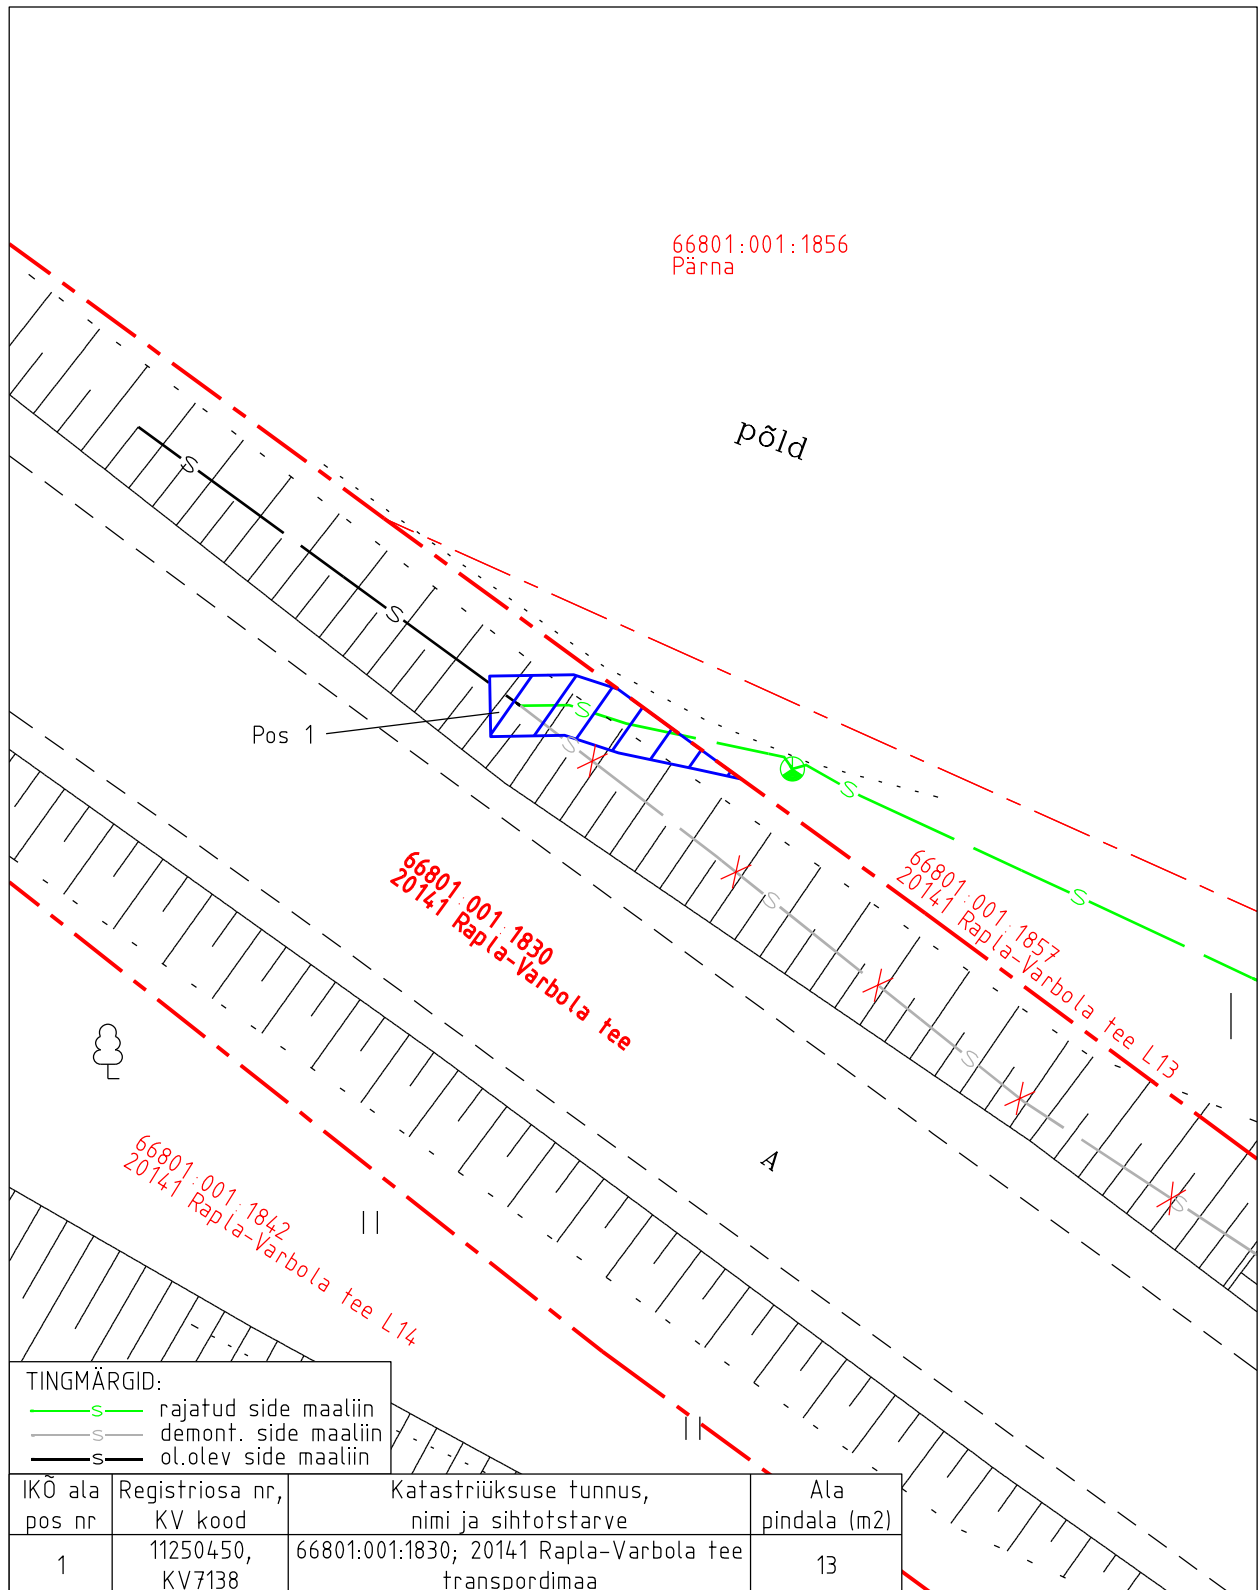 66801:001:1856
Pärna
põld
Pos 1
66801:001:1830
20141 Rapla-Varbola tee
66801:001:1857
20141 Rapla-Varbola tee L13
A
66801:001:1842
20141 Rapla-Varbola tee L14
TINGMÄRGID:
S rajatud side maaliin
S demont. side maaliin
S ol.olev side maaliin
IKÕ ala pos nr
Registriosa nr, KV kood
Katastriüksuse tunnus, nimi ja sihtotstarve
Ala pindala (m2)
1
11250450, KV7138
66801:001:1830; 20141 Rapla-Varbola tee transpordimaa
13